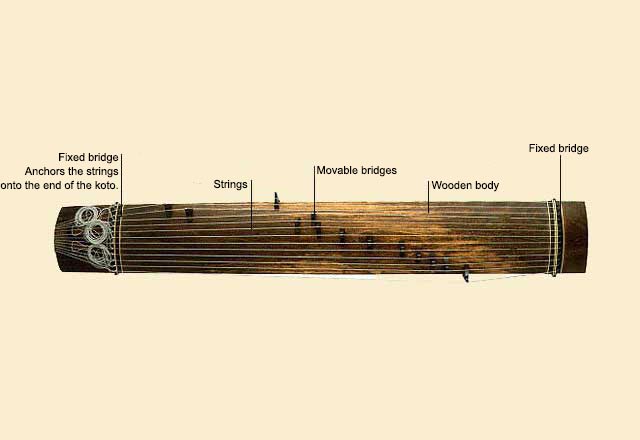 Fixed bridge
Anchors the strings
onto the end of the koto.
Strings
Movable bridges
Wooden body
Fixed bridge